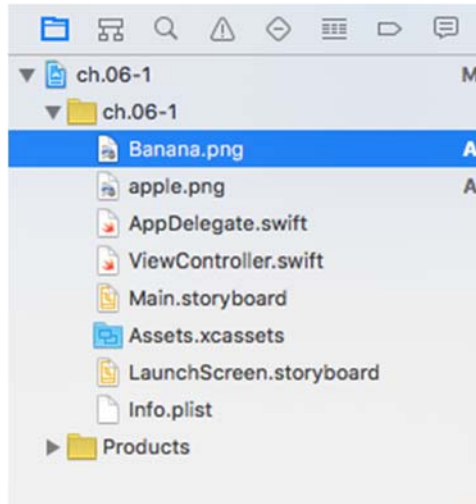 ch.06-1 M
ch.06-1
Banana.png A
apple.png A
AppDelegate.swift
ViewController.swift
Main.storyboard
Assets.xcassets
LaunchScreen.storyboard
Info.plist
Products